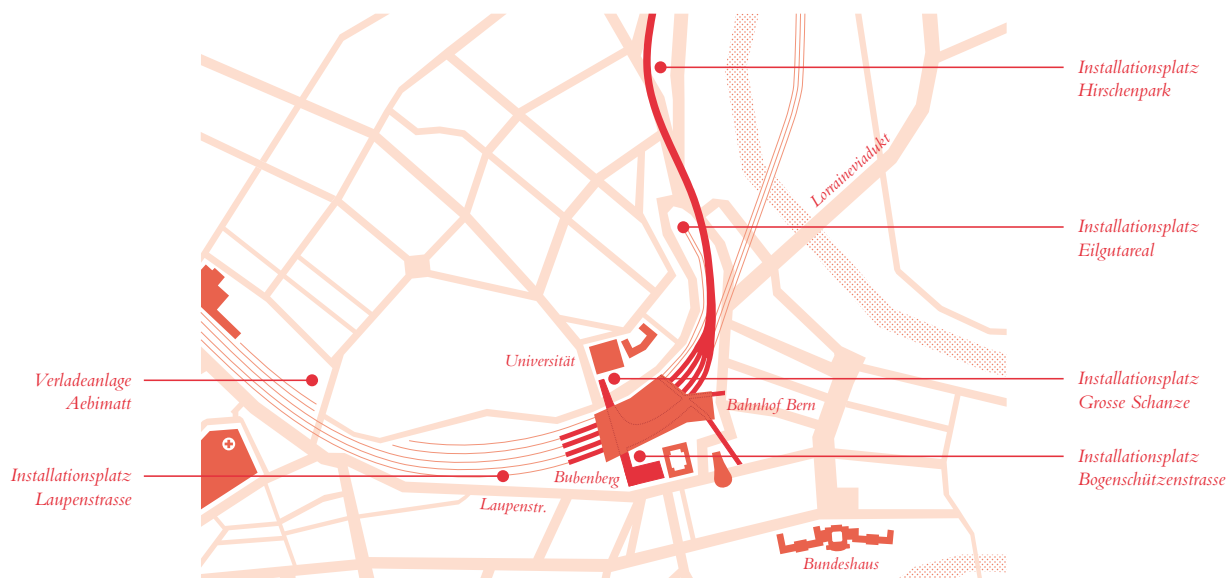 Installationsplatz
Hirschenpark
Lorraineviadukt
Installationsplatz
Eilgutareal
Universität
Verladeanlage
Aebimatt
Installationsplatz
Grosse Schanze
Bahnhof Bern
Installationsplatz
Laupenstrasse
Bubenberg
Installationsplatz
Bogenschützenstrasse
Laupenstr.
Bundeshaus